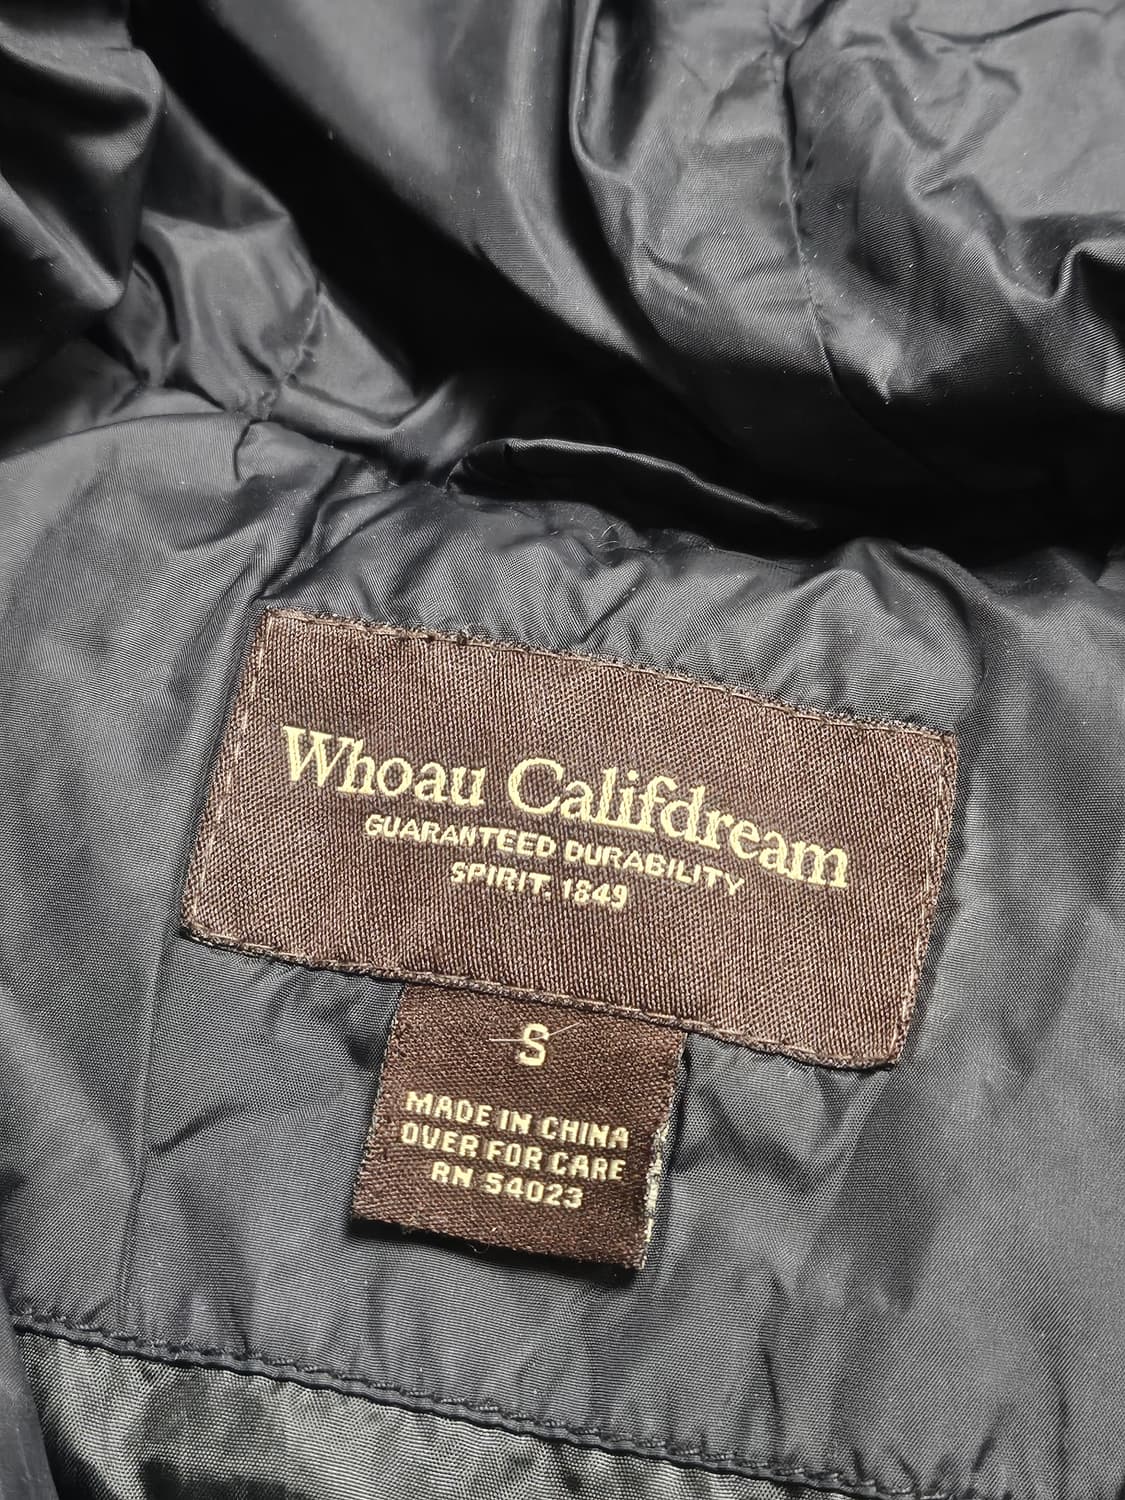 Whoau Califdream
GUARANTEED DURABILITY
SPIRIT. 1849
S
MADE IN CHINA
OVER FOR CARE
RN 54023